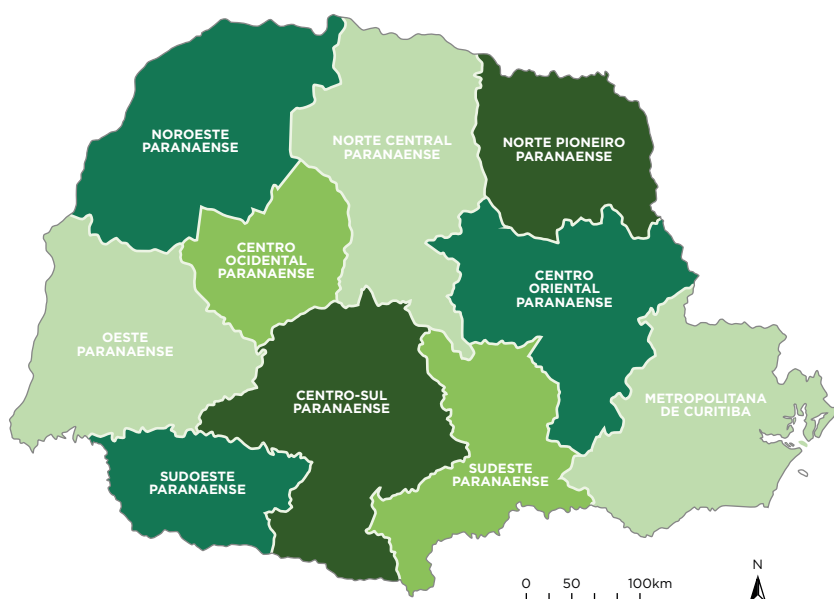 NOROESTE
PARANAENSE
NORTE CENTRAL
PARANAENSE
NORTE PIONEIRO
PARANAENSE
CENTRO
OCIDENTAL
PARANAENSE
CENTRO
ORIENTAL
PARANAENSE
OESTE
PARANAENSE
CENTRO-SUL
PARANAENSE
METROPOLITANA
DE CURITIBA
SUDOESTE
PARANAENSE
SUDESTE
PARANAENSE
0 50 100km
N